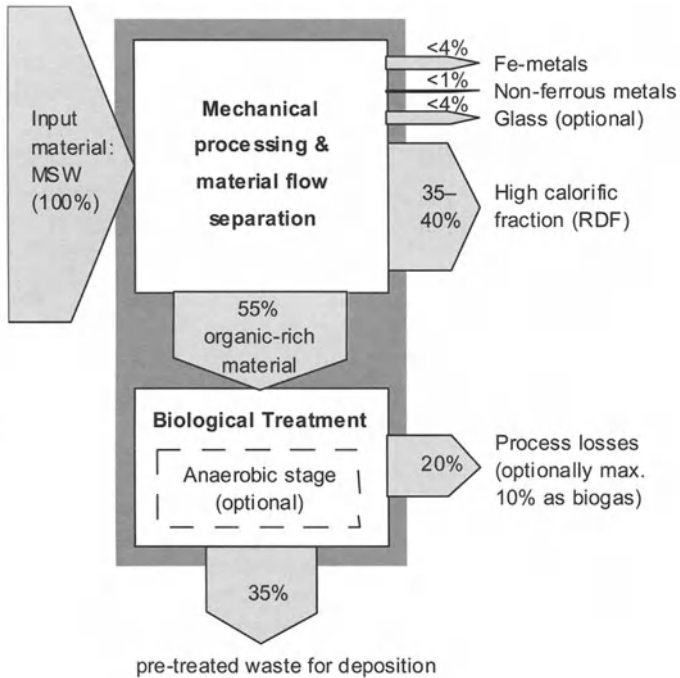 Input
material:
MSW
(100%)
Mechanical
processing &
material flow
separation
<4%
Fe-metals
<1%
Non-ferrous metals
<4%
Glass (optional)
35–
40%
High calorific
fraction (RDF)
55%
organic-rich
material
Biological Treatment
Anaerobic stage
(optional)
20%
Process losses
(optionally max.
10% as biogas)
35%
pre-treated waste for deposition